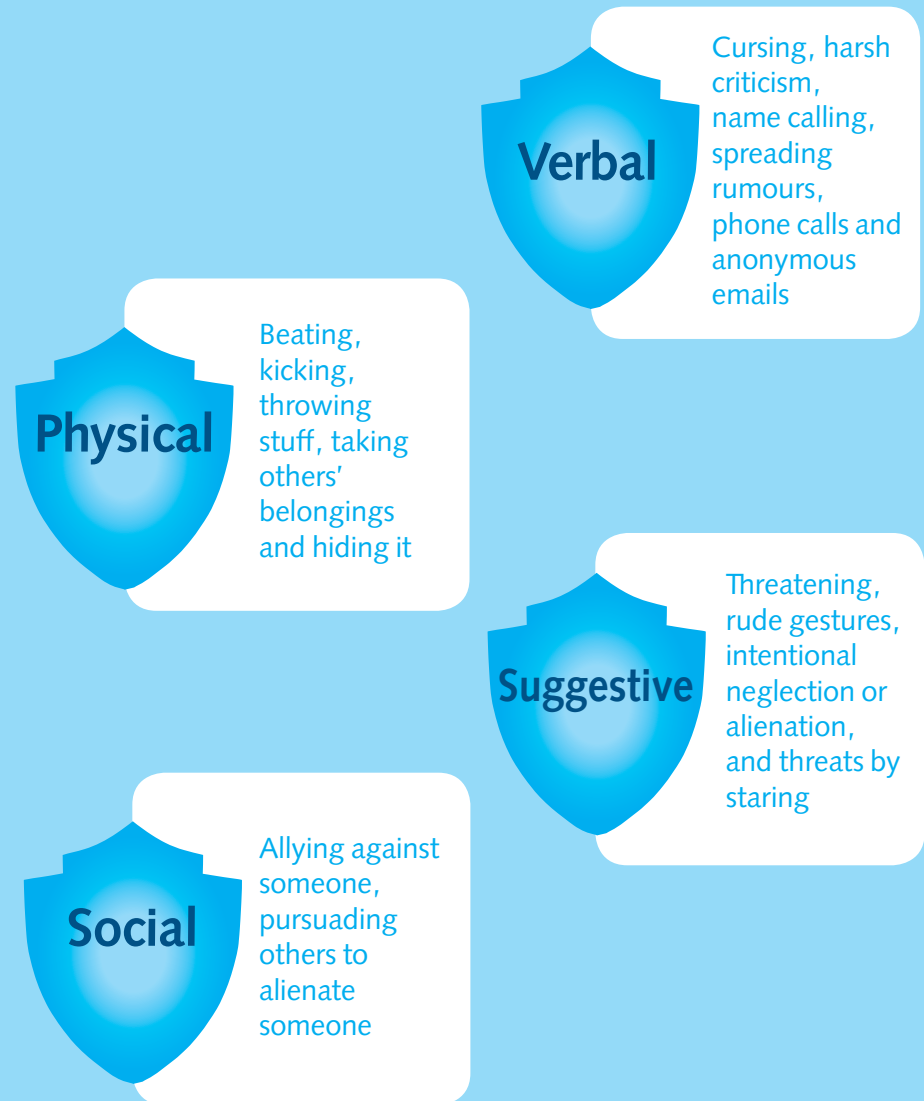 Verbal
Cursing, harsh
criticism,
name calling,
spreading
rumours,
phone calls and
anonymous
emails
Physical
Beating,
kicking,
throwing
stuff, taking
others’
belongings
and hiding it
Suggestive
Threatening,
rude gestures,
intentional
neglection or
alienation,
and threats by
staring
Social
Allying against
someone,
pursuading
others to
alienate
someone